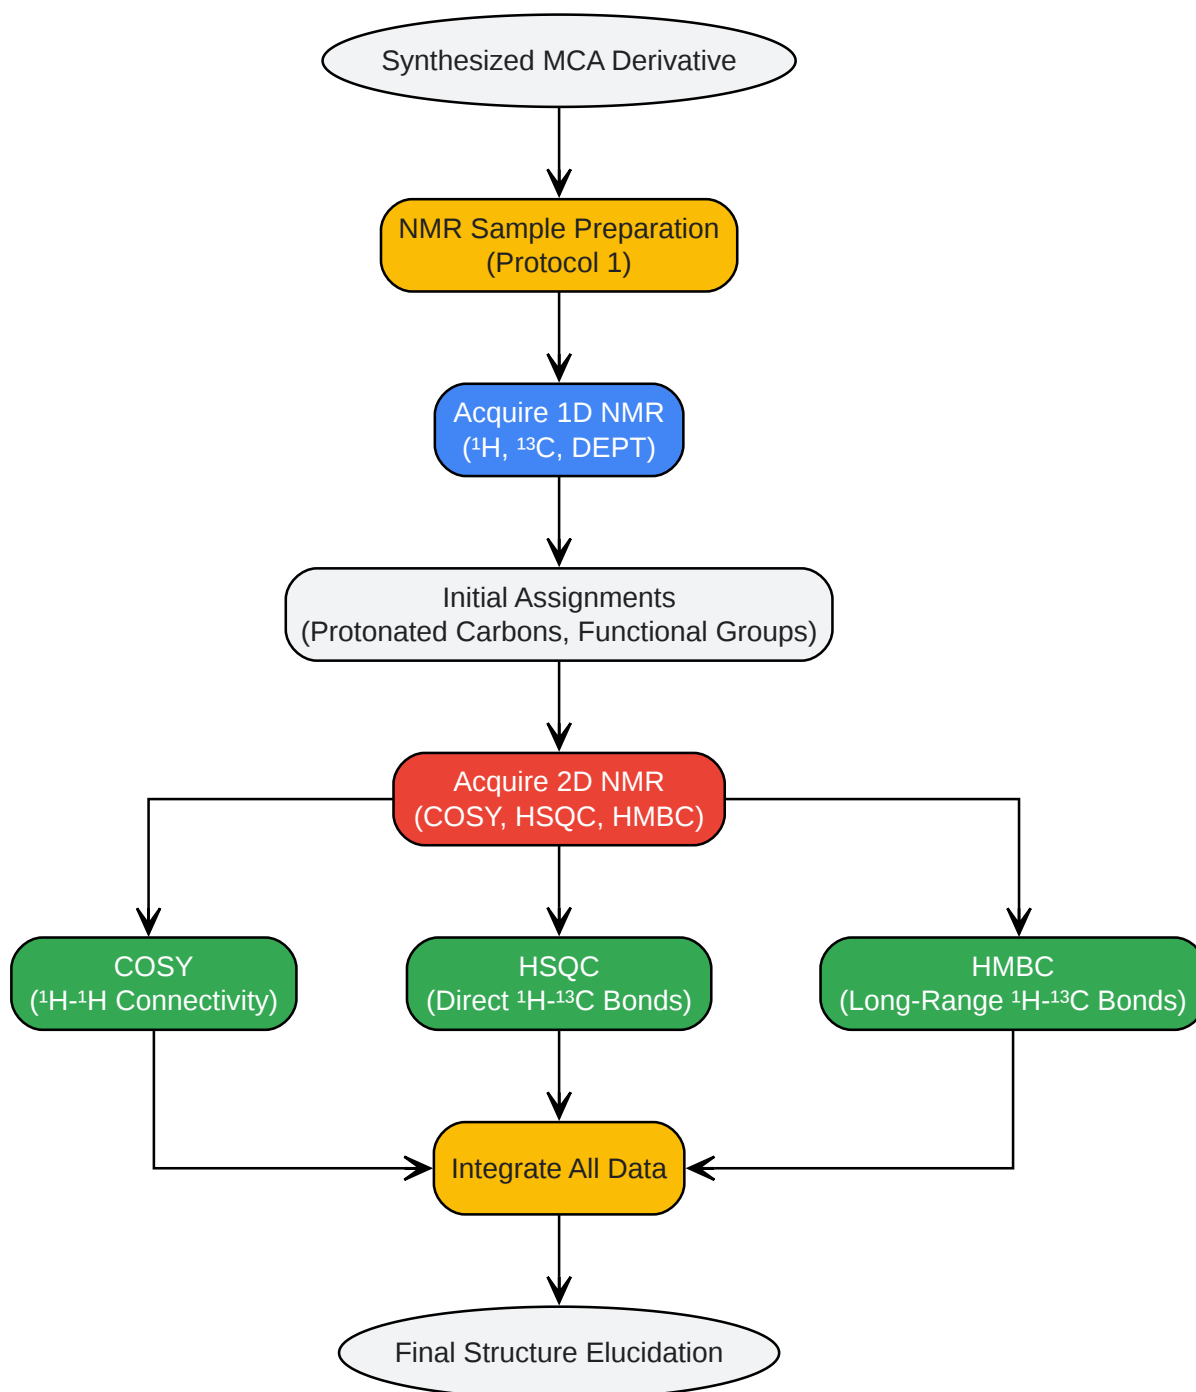 Synthesized MCA Derivative
NMR Sample Preparation
(Protocol 1)
Acquire 1D NMR
(¹H, ¹³C, DEPT)
Initial Assignments
(Protonated Carbons, Functional Groups)
Acquire 2D NMR
(COSY, HSQC, HMBC)
COSY
(¹H-¹H Connectivity)
HSQC
(Direct ¹H-¹³C Bonds)
HMBC
(Long-Range ¹H-¹³C Bonds)
Integrate All Data
Final Structure Elucidation